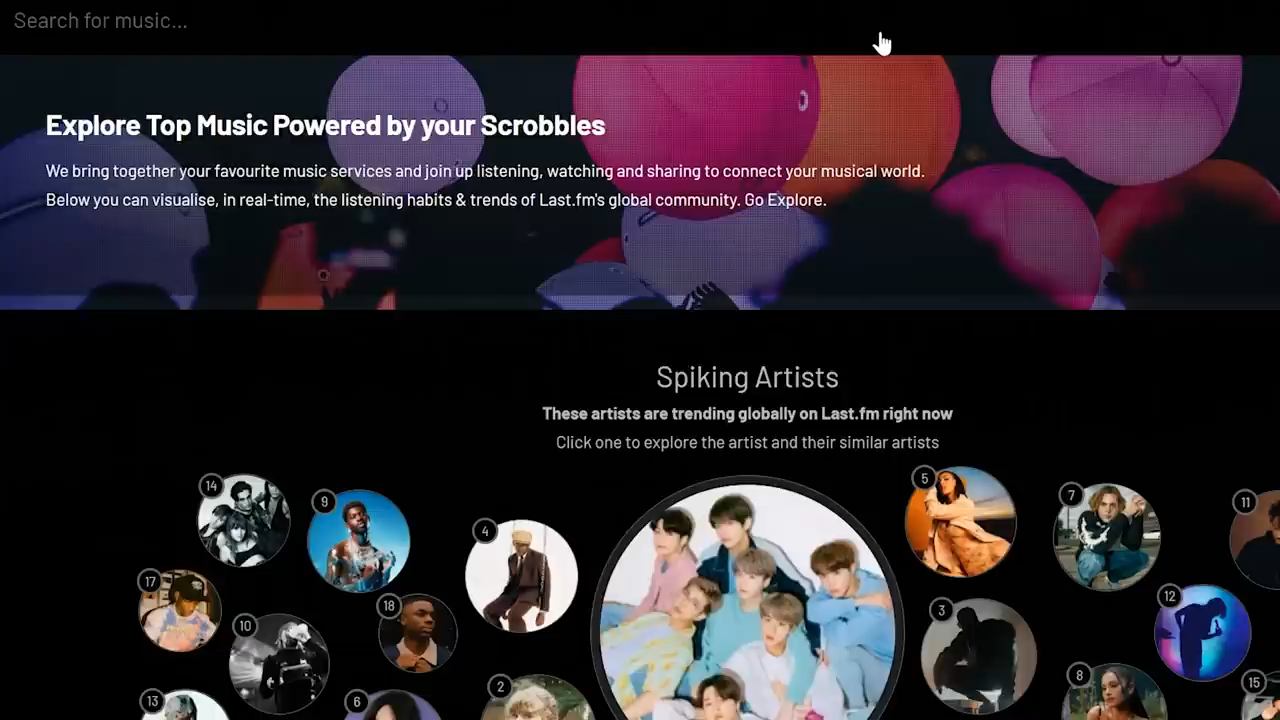 Search for music...
Explore Top Music Powered by your Scrobbles
We bring together your favourite music services and join up listening, watching and sharing to connect your musical world.
Below you can visualise, in real-time, the listening habits & trends of Last.fm's global community. Go Explore.
Spiking Artists
These artists are trending globally on Last.fm right now
Click one to explore the artist and their similar artists
14
9
4
5
7
11
17
10
18
3
12
13
6
2
8
15